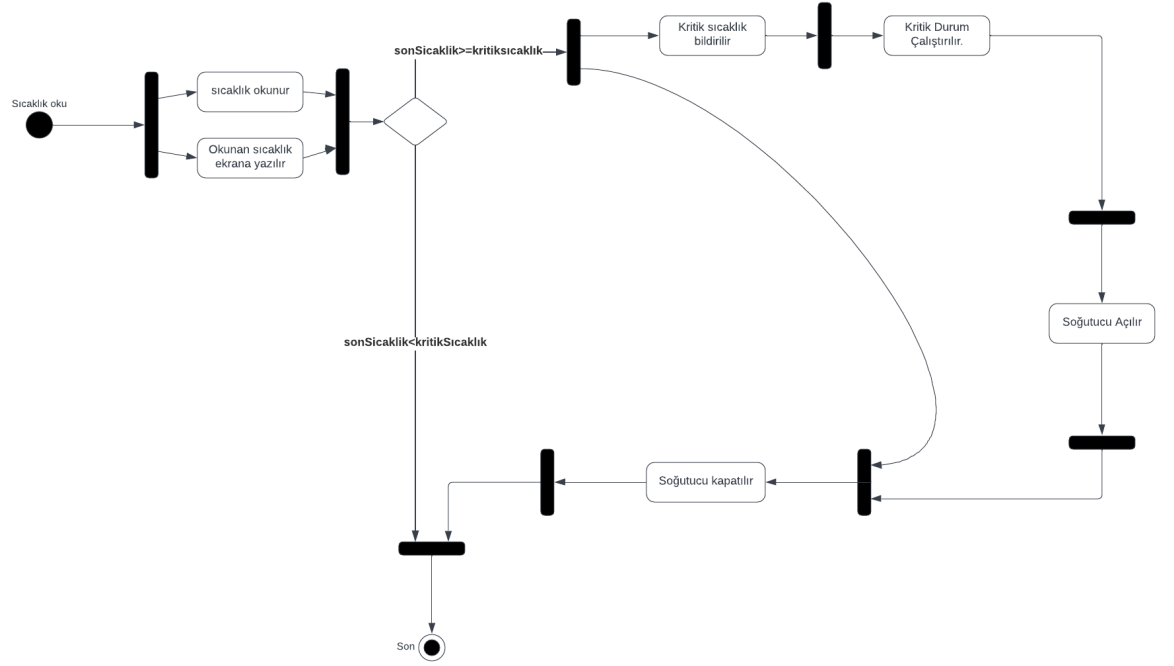 Sıcaklık oku
sıcaklık okunur
Okunan sıcaklık
ekrana yazılır
sonSicaklik>=kritiksıcaklık
Kritik sıcaklık
bildirilir
Kritik Durum
Çalıştırılır.
Soğutucu Açılır
sonSicaklik<kritikSıcaklık
Soğutucu kapatılır
Son